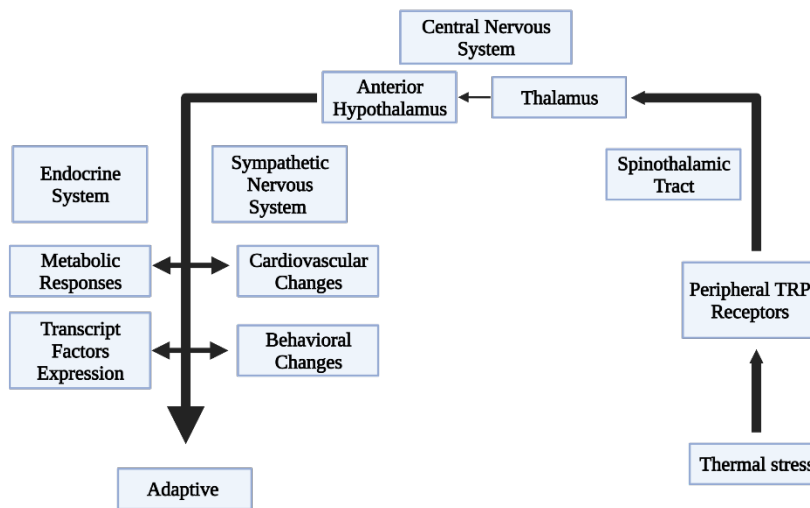 Central Nervous
System
Anterior
Hypothalamus
Thalamus
Endocrine
System
Sympathetic
Nervous
System
Spinothalamic
Tract
Metabolic
Responses
Cardiovascular
Changes
Peripheral TRP
Receptors
Transcript
Factors
Expression
Behavioral
Changes
Thermal stress
Adaptive